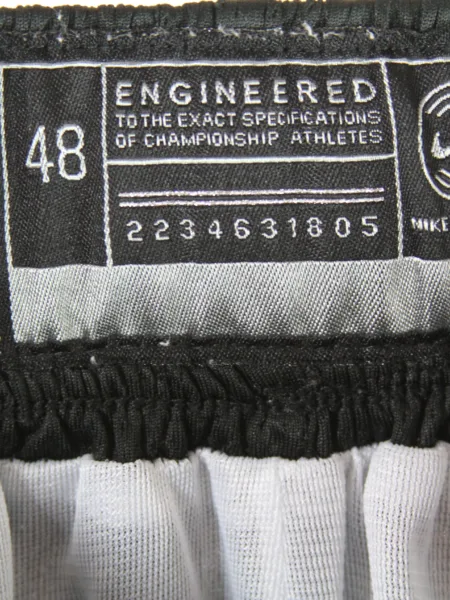 48
ENGINEERED
TO THE EXACT SPECIFICATIONS
OF CHAMPIONSHIP ATHLETES
2234631805
NIKE